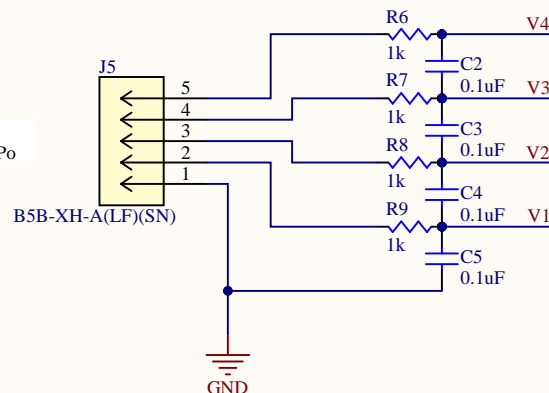 R6
V4
1k
C2
0.1uF
J5
5
R7
V3
4
1k
C3
0.1uF
3
R8
V2
Po
2
1k
C4
0.1uF
1
R9
V1
B5B-XH-A(LF)(SN)
1k
C5
0.1uF
GND